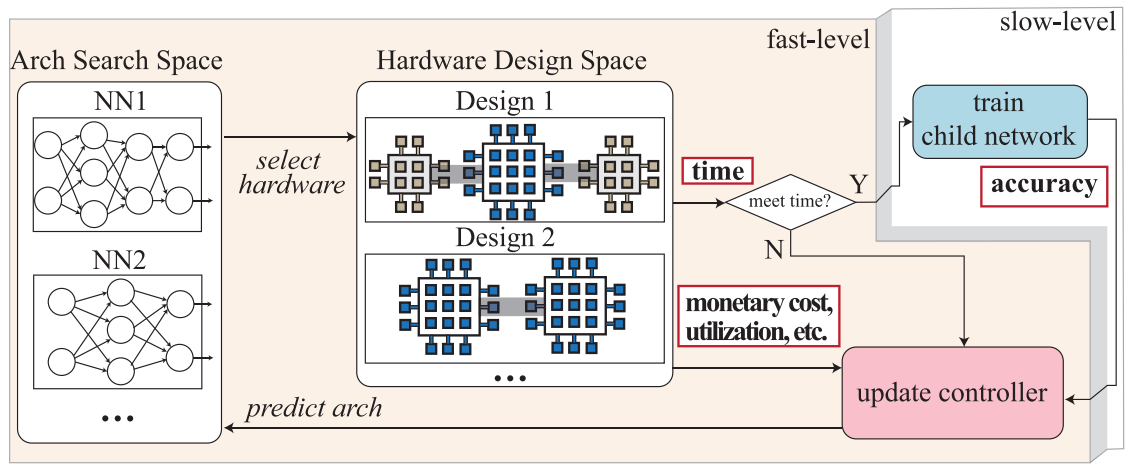 fast-level
slow-level
Arch Search Space
NN1
NN2
...
select
hardware
Hardware Design Space
Design 1
Design 2
...
time
meet time?
Y
N
train
child network
accuracy
monetary cost,
utilization, etc.
update controller
predict arch